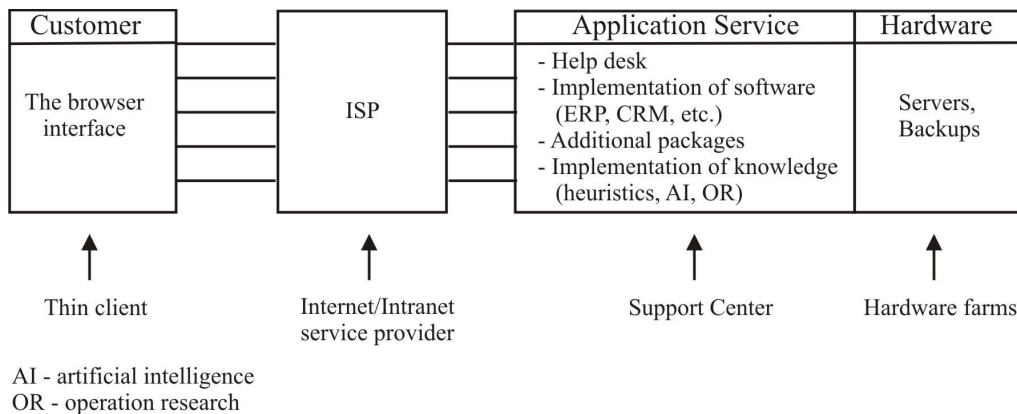 Customer
The browser
interface
ISP
Application Service
- Help desk
- Implementation of software
(ERP, CRM, etc.)
- Additional packages
- Implementation of knowledge
(heuristics, AI, OR)
Hardware
Servers,
Backups
Thin client
Internet/Intranet
service provider
Support Center
Hardware farms
AI - artificial intelligence
OR - operation research